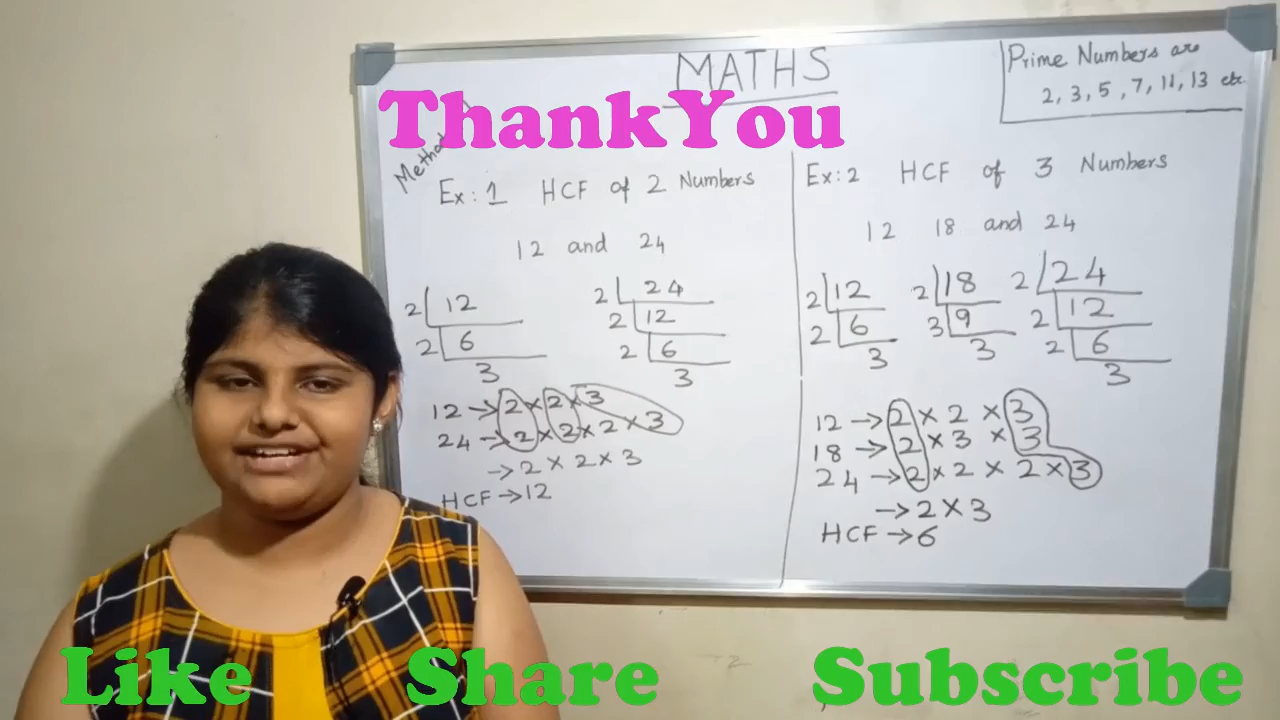 MATHS
Prime Numbers are
2, 3, 5, 7, 11, 13 etc
ThankYou
Method
Ex: 1 HCF of 2 Numbers
12 and 24
2 12
2 6
3
2 24
2 12
2 6
3
12 → 2 × 2 × 3
24 → 2 × 2 × 2 × 3
→ 2 × 2 × 3
HCF → 12
Ex: 2 HCF of 3 Numbers
12 18 and 24
2 12
2 6
3
2 18
3 9
3
2 24
2 12
2 6
3
12 → 2 × 2 × 3
18 → 2 × 3 × 3
24 → 2 × 2 × 2 × 3
→ 2 × 3
HCF → 6
Like Share Subscribe